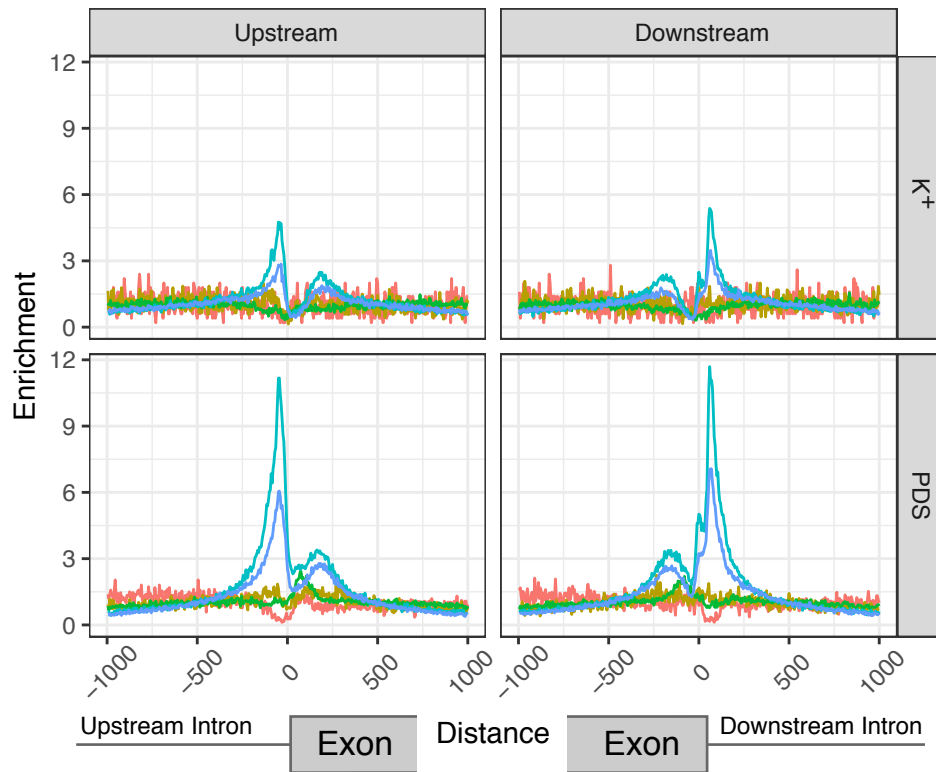 Upstream
Downstream
12
9
6
3
0
K+
Enrichment
12
9
6
3
0
PDS
−1000
−500
0
500
1000
−1000
−500
0
500
1000
Upstream Intron
Exon
Distance
Exon
Downstream Intron